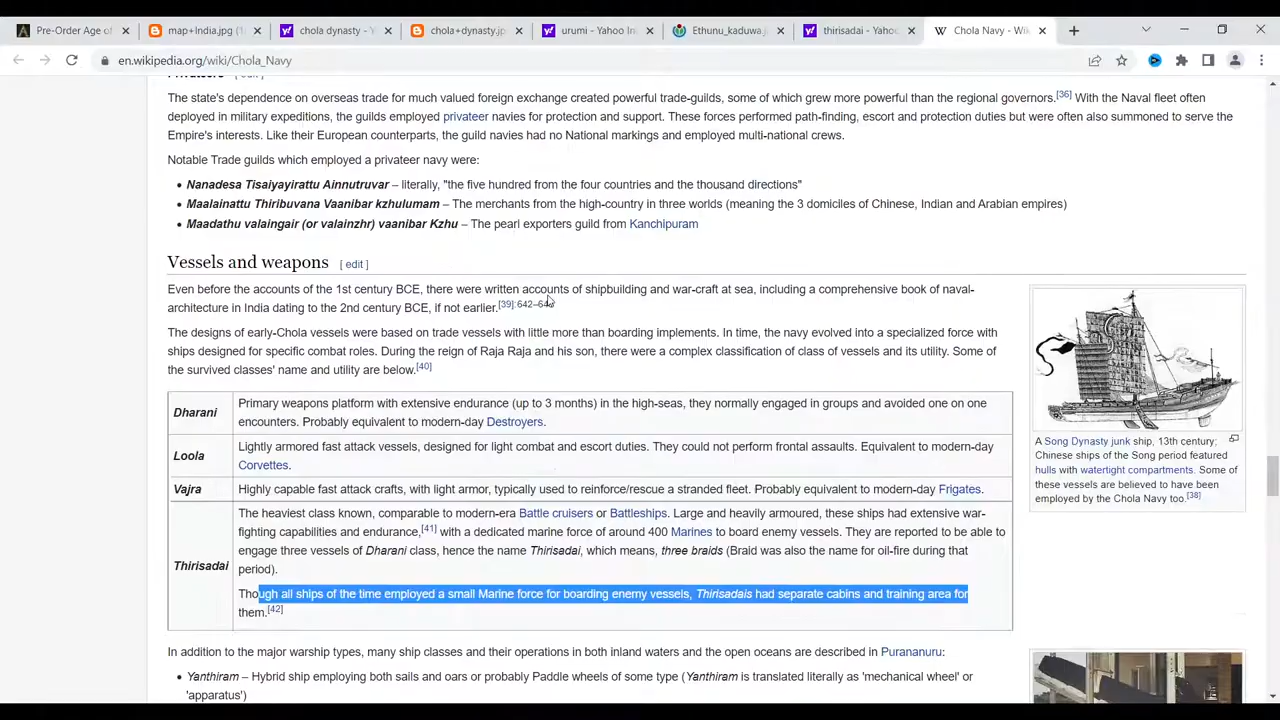 Pre-Order Age of
map+India.jpg (1
chola dynasty - Y
chola+dynasty.jp
urumi - Yahoo In
Ethunu_kaduwa.j
thirisadai - Yahoo
Chola Navy - Wik
en.wikipedia.org/wiki/Chola_Navy
The state's dependence on overseas trade for much valued foreign exchange created powerful trade-guilds, some of which grew more powerful than the regional governors.[36] With the Naval fleet often
deployed in military expeditions, the guilds employed privateer navies for protection and support. These forces performed path-finding, escort and protection duties but were often also summoned to serve the
Empire's interests. Like their European counterparts, the guild navies had no National markings and employed multi-national crews.
Notable Trade guilds which employed a privateer navy were:
• Nanadesa Tisaiyayirattu Ainnutruvar – literally, "the five hundred from the four countries and the thousand directions"
• Maalainattu Thiribuvana Vaanibar kzhulumam – The merchants from the high-country in three worlds (meaning the 3 domiciles of Chinese, Indian and Arabian empires)
• Maadathu valaingair (or valainzhr) vaanibar Kzhu – The pearl exporters guild from Kanchipuram
Vessels and weapons [ edit ]
Even before the accounts of the 1st century BCE, there were written accounts of shipbuilding and war-craft at sea, including a comprehensive book of naval-
architecture in India dating to the 2nd century BCE, if not earlier.[39]:642–64
The designs of early-Chola vessels were based on trade vessels with little more than boarding implements. In time, the navy evolved into a specialized force with
ships designed for specific combat roles. During the reign of Raja Raja and his son, there were a complex classification of class of vessels and its utility. Some of
the survived classes' name and utility are below.[40]
Dharani
Primary weapons platform with extensive endurance (up to 3 months) in the high-seas, they normally engaged in groups and avoided one on one
encounters. Probably equivalent to modern-day Destroyers.
Loola
Lightly armored fast attack vessels, designed for light combat and escort duties. They could not perform frontal assaults. Equivalent to modern-day
Corvettes.
Vajra
Highly capable fast attack crafts, with light armor, typically used to reinforce/rescue a stranded fleet. Probably equivalent to modern-day Frigates.
Thirisadai
The heaviest class known, comparable to modern-era Battle cruisers or Battleships. Large and heavily armoured, these ships had extensive war-
fighting capabilities and endurance,[41] with a dedicated marine force of around 400 Marines to board enemy vessels. They are reported to be able to
engage three vessels of Dharani class, hence the name Thirisadai, which means, three braids (Braid was also the name for oil-fire during that
period).
Though all ships of the time employed a small Marine force for boarding enemy vessels, Thirisadais had separate cabins and training area for
them.[42]
A Song Dynasty junk ship, 13th century;
Chinese ships of the Song period featured
hulls with watertight compartments. Some of
these vessels are believed to have been
employed by the Chola Navy too.[38]
In addition to the major warship types, many ship classes and their operations in both inland waters and the open oceans are described in Purananuru:
• Yanthiram – Hybrid ship employing both sails and oars or probably Paddle wheels of some type (Yanthiram is translated literally as 'mechanical wheel' or
'apparatus')